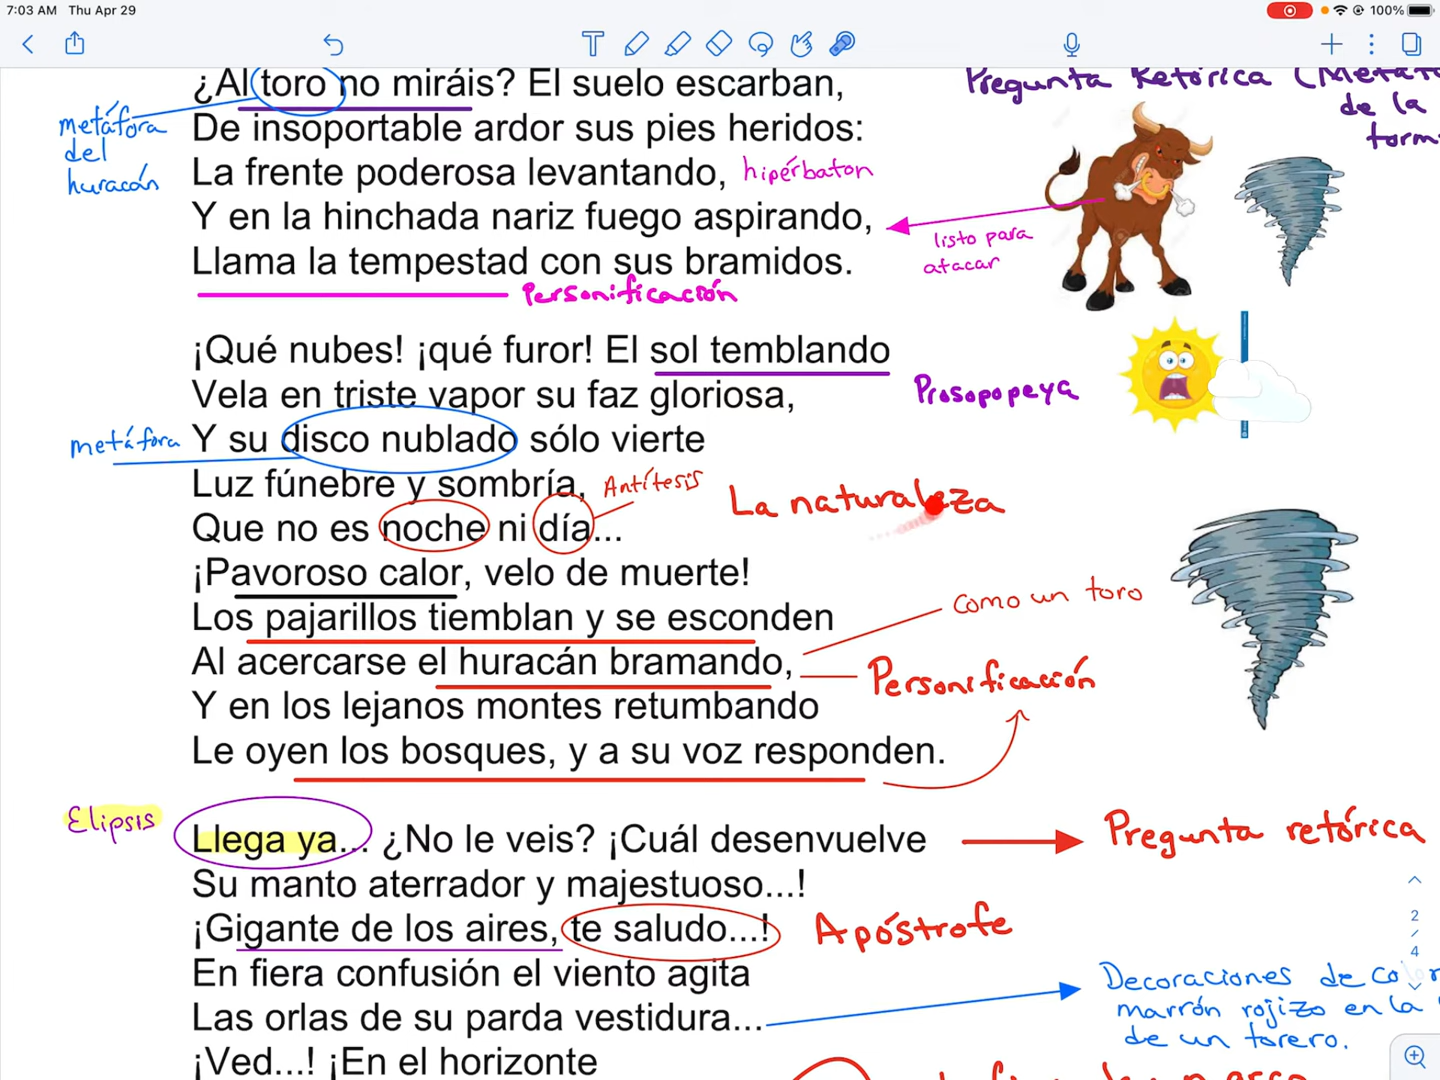 7:03 AM Thu Apr 29
100%
¿Al toro no miráis? El suelo escarban,
Pregunta Retórica
de la
metáfora
del
huracán
De insoportable ardor sus pies heridos:
La frente poderosa levantando,
hipérbaton
Y en la hinchada nariz fuego aspirando,
listo para
atacar
Llama la tempestad con sus bramidos.
Personificación
¡Qué nubes! ¡qué furor! El sol temblando
Vela en triste vapor su faz gloriosa,
Prosopopeya
metáfora
Y su disco nublado sólo vierte
Luz fúnebre y sombría,
Antítesis
La naturaleza
Que no es noche ni día...
¡Pavoroso calor, velo de muerte!
Los pajarillos tiemblan y se esconden
como un toro
Al acercarse el huracán bramando,
Personificación
Y en los lejanos montes retumbando
Le oyen los bosques, y a su voz responden.
Elipsis
Llega ya... ¿No le veis? ¡Cuál desenvuelve
Pregunta retórica
Su manto aterrador y majestuoso...!
¡Gigante de los aires, te saludo...!
Apóstrofe
En fiera confusión el viento agita
Decoraciones de
marrón rojizo en la
de un torero.
Las orlas de su parda vestidura...
¡Ved...! ¡En el horizonte
2
/
4